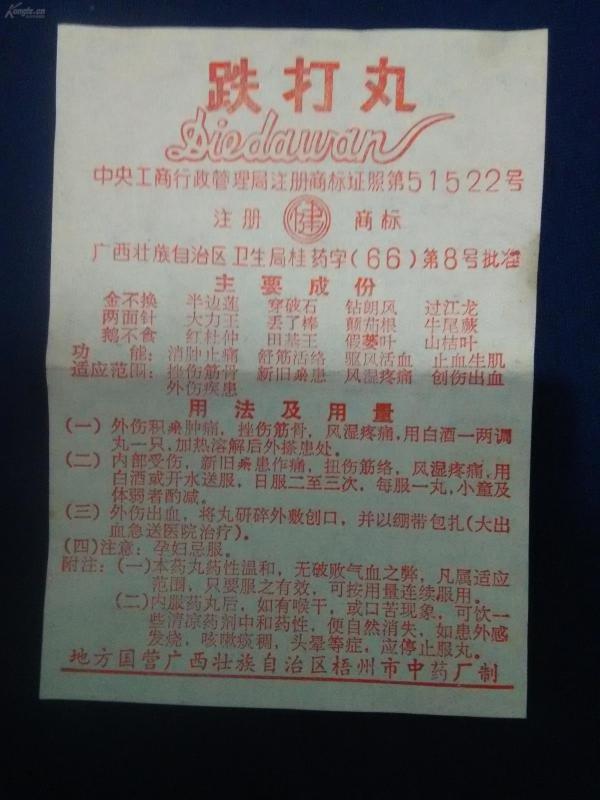 Kongfz.cn
跌打丸
Diedawan
中央工商行政管理局注册商标证照第51522号
注册 健 商标
广西壮族自治区卫生局桂药字(66)第8号批准
主要成份
金不换 半边莲 穿破石 钻朗风 过江龙
两面针 大力王 丢了棒 颠茄根 牛尾蕨
鹅不食 红杜仲 田基王 假蒌叶 山桔叶
功能：消肿止痛 舒筋活络 驱风活血 止血生肌
适应范围：挫伤筋骨 新旧瘀患 风湿疼痛 创伤出血
外伤疾患
用法及用量
(一) 外伤积瘀肿痛，挫伤筋骨，风湿疼痛，用白酒一两调
丸一只，加热溶解后外搽患处。
(二) 内部受伤，新旧瘀患作痛，扭伤筋络，风湿疼痛，用
白酒或开水送服，日服二至三次，每服一丸，小童及
体弱者酌减。
(三) 外伤出血，将丸研碎外敷创口，并以绷带包扎(大出
血急送医院治疗)。
(四) 注意：孕妇忌服。
附注：(一)本药丸药性温和，无破败气血之弊，凡属适应
范围，只要服之有效，可按用量连续服用。
(二)内服药丸后，如有喉干，或口苦现象，可饮一
些清凉药剂中和药性，便自然消失，如患外感
发烧，咳嗽痰稠，头晕等症，应停止服丸。
地方国营广西壮族自治区梧州市中药厂制